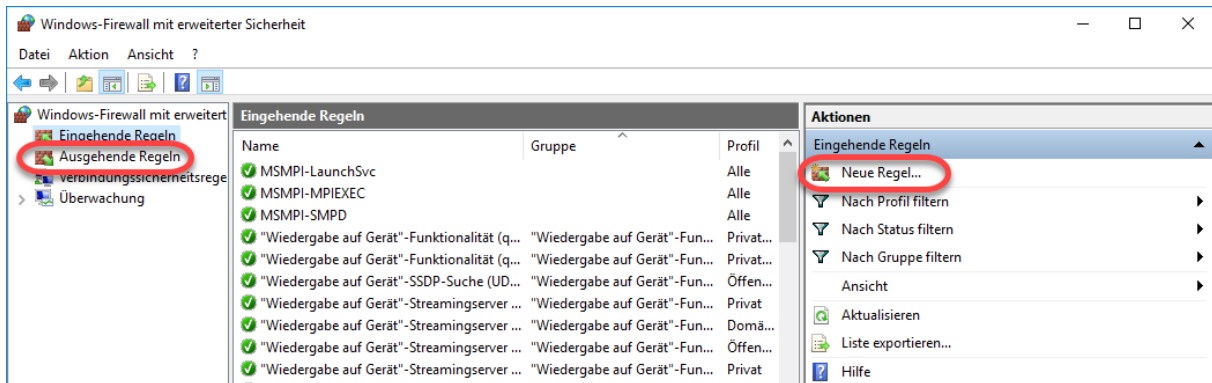 Windows-Firewall mit erweiterter Sicherheit
Datei Aktion Ansicht ?
Windows-Firewall mit erweitert
Eingehende Regeln
Ausgehende Regeln
Verbindungssicherheitsrege
Überwachung
Eingehende Regeln
Name Gruppe Profil
MSMPI-LaunchSvc Alle
MSMPI-MPIEXEC Alle
MSMPI-SMPD Alle
"Wiedergabe auf Gerät"-Funktionalität (q... "Wiedergabe auf Gerät"-Fun... Privat...
"Wiedergabe auf Gerät"-Funktionalität (q... "Wiedergabe auf Gerät"-Fun... Privat...
"Wiedergabe auf Gerät"-SSDP-Suche (UD... "Wiedergabe auf Gerät"-Fun... Öffen...
"Wiedergabe auf Gerät"-Streamingserver ... "Wiedergabe auf Gerät"-Fun... Privat
"Wiedergabe auf Gerät"-Streamingserver ... "Wiedergabe auf Gerät"-Fun... Domä...
"Wiedergabe auf Gerät"-Streamingserver ... "Wiedergabe auf Gerät"-Fun... Öffen...
"Wiedergabe auf Gerät"-Streamingserver ... "Wiedergabe auf Gerät"-Fun... Privat
Aktionen
Eingehende Regeln
Neue Regel...
Nach Profil filtern
Nach Status filtern
Nach Gruppe filtern
Ansicht
Aktualisieren
Liste exportieren...
Hilfe